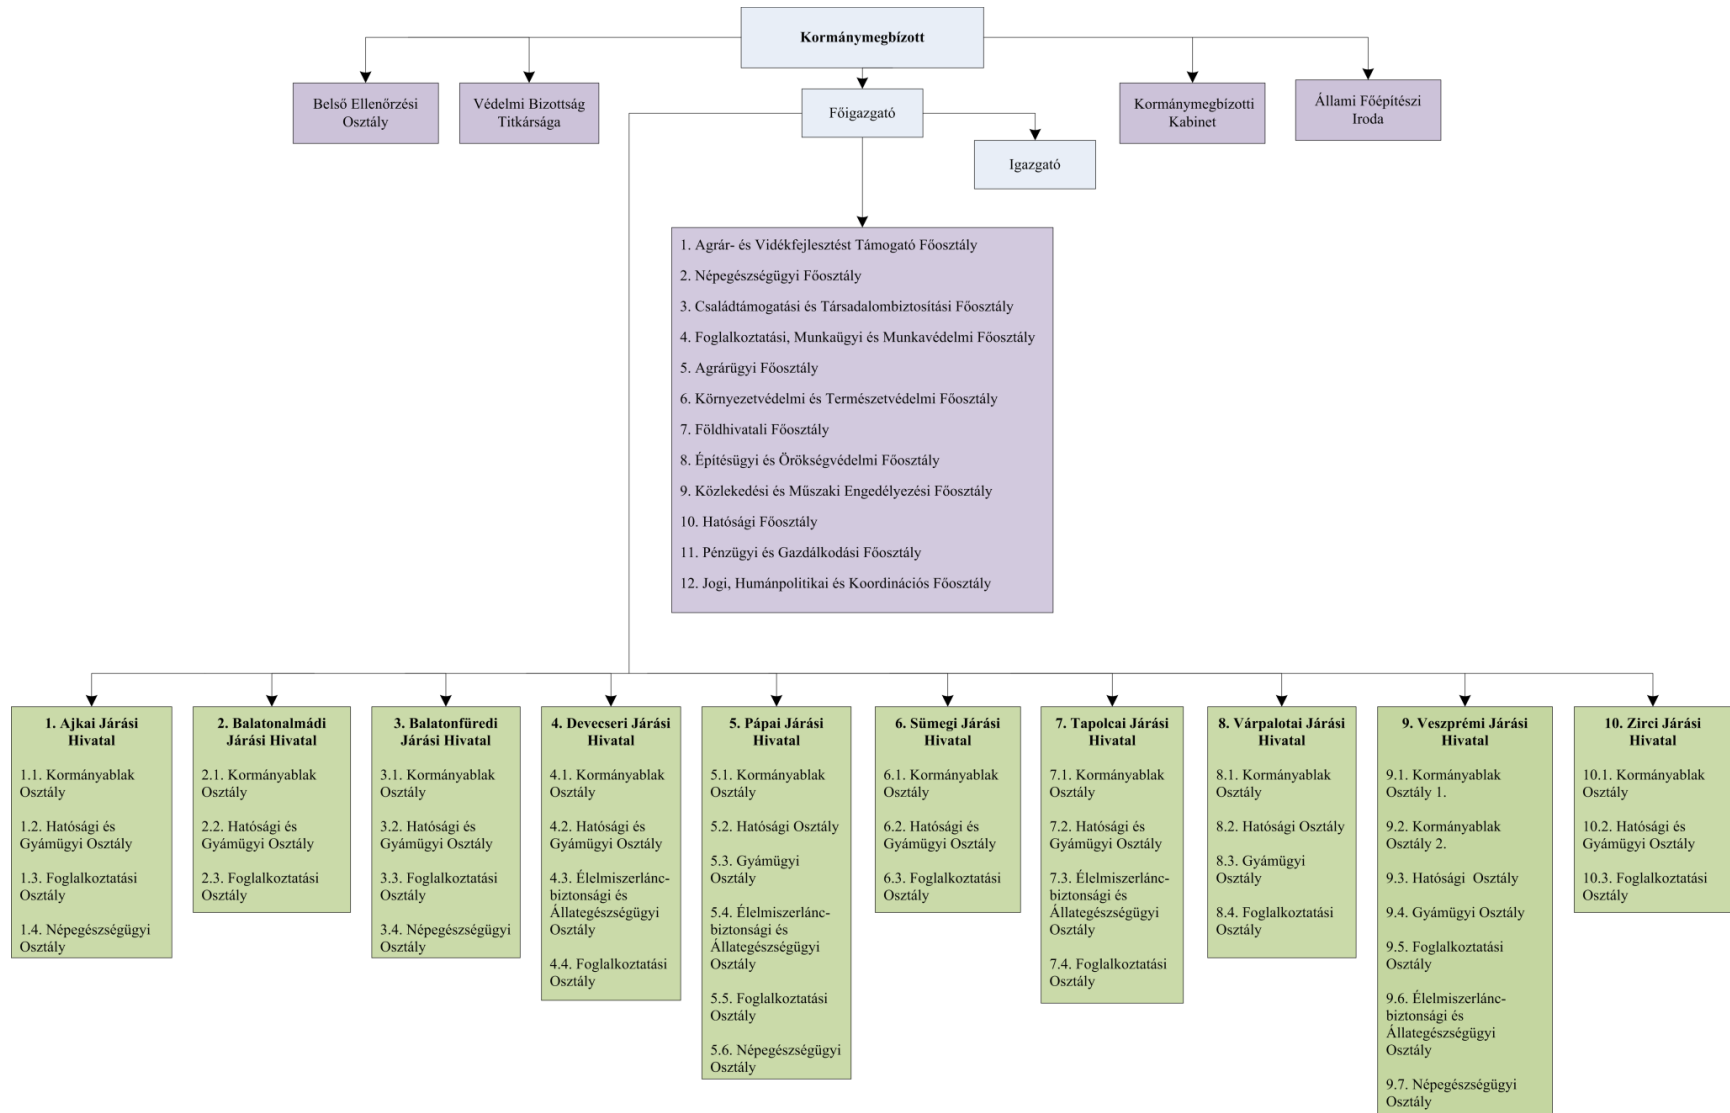 Kormánymegbízott
Belső Ellenőrzési
Osztály
Védelmi Bizottság
Titkársága
Főigazgató
Igazgató
Kormánymegbízotti
Kabinet
Állami Főépítészi
Iroda
1. Agrár- és Vidékfejlesztést Támogató Főosztály
2. Népegészségügyi Főosztály
3. Családtámogatási és Társadalombiztosítási Főosztály
4. Foglalkoztatási, Munkaügyi és Munkavédelmi Főosztály
5. Agrárügyi Főosztály
6. Környezetvédelmi és Természetvédelmi Főosztály
7. Földhivatali Főosztály
8. Építésügyi és Örökségvédelmi Főosztály
9. Közlekedési és Műszaki Engedélyezési Főosztály
10. Hatósági Főosztály
11. Pénzügyi és Gazdálkodási Főosztály
12. Jogi, Humánpolitikai és Koordinációs Főosztály
1. Ajkai Járási
Hivatal
1.1. Kormányablak
Osztály
1.2. Hatósági és
Gyámügyi Osztály
1.3. Foglalkoztatási
Osztály
1.4. Népegészségügyi
Osztály
2. Balatonalmádi
Járási Hivatal
2.1. Kormányablak
Osztály
2.2. Hatósági és
Gyámügyi Osztály
2.3. Foglalkoztatási
Osztály
3. Balatonfüredi
Járási Hivatal
3.1. Kormányablak
Osztály
3.2. Hatósági és
Gyámügyi Osztály
3.3. Foglalkoztatási
Osztály
3.4. Népegészségügyi
Osztály
4. Devecseri Járási
Hivatal
4.1. Kormányablak
Osztály
4.2. Hatósági és
Gyámügyi Osztály
4.3. Élelmiszerlánc-
biztonsági és
Állategészségügyi
Osztály
4.4. Foglalkoztatási
Osztály
5. Pápai Járási
Hivatal
5.1. Kormányablak
Osztály
5.2. Hatósági Osztály
5.3. Gyámügyi
Osztály
5.4. Élelmiszerlánc-
biztonsági és
Állategészségügyi
Osztály
5.5. Foglalkoztatási
Osztály
5.6. Népegészségügyi
Osztály
6. Sümegi Járási
Hivatal
6.1. Kormányablak
Osztály
6.2. Hatósági és
Gyámügyi Osztály
6.3. Foglalkoztatási
Osztály
7. Tapolcai Járási
Hivatal
7.1. Kormányablak
Osztály
7.2. Hatósági és
Gyámügyi Osztály
7.3. Élelmiszerlánc-
biztonsági és
Állategészségügyi
Osztály
7.4. Foglalkoztatási
Osztály
8. Várpalotai Járási
Hivatal
8.1. Kormányablak
Osztály
8.2. Hatósági Osztály
8.3. Gyámügyi
Osztály
8.4. Foglalkoztatási
Osztály
9. Veszprémi Járási
Hivatal
9.1. Kormányablak
Osztály 1.
9.2. Kormányablak
Osztály 2.
9.3. Hatósági Osztály
9.4. Gyámügyi Osztály
9.5. Foglalkoztatási
Osztály
9.6. Élelmiszerlánc-
biztonsági és
Állategészségügyi
Osztály
9.7. Népegészségügyi
Osztály
10. Zirci Járási
Hivatal
10.1. Kormányablak
Osztály
10.2. Hatósági és
Gyámügyi Osztály
10.3. Foglalkoztatási
Osztály